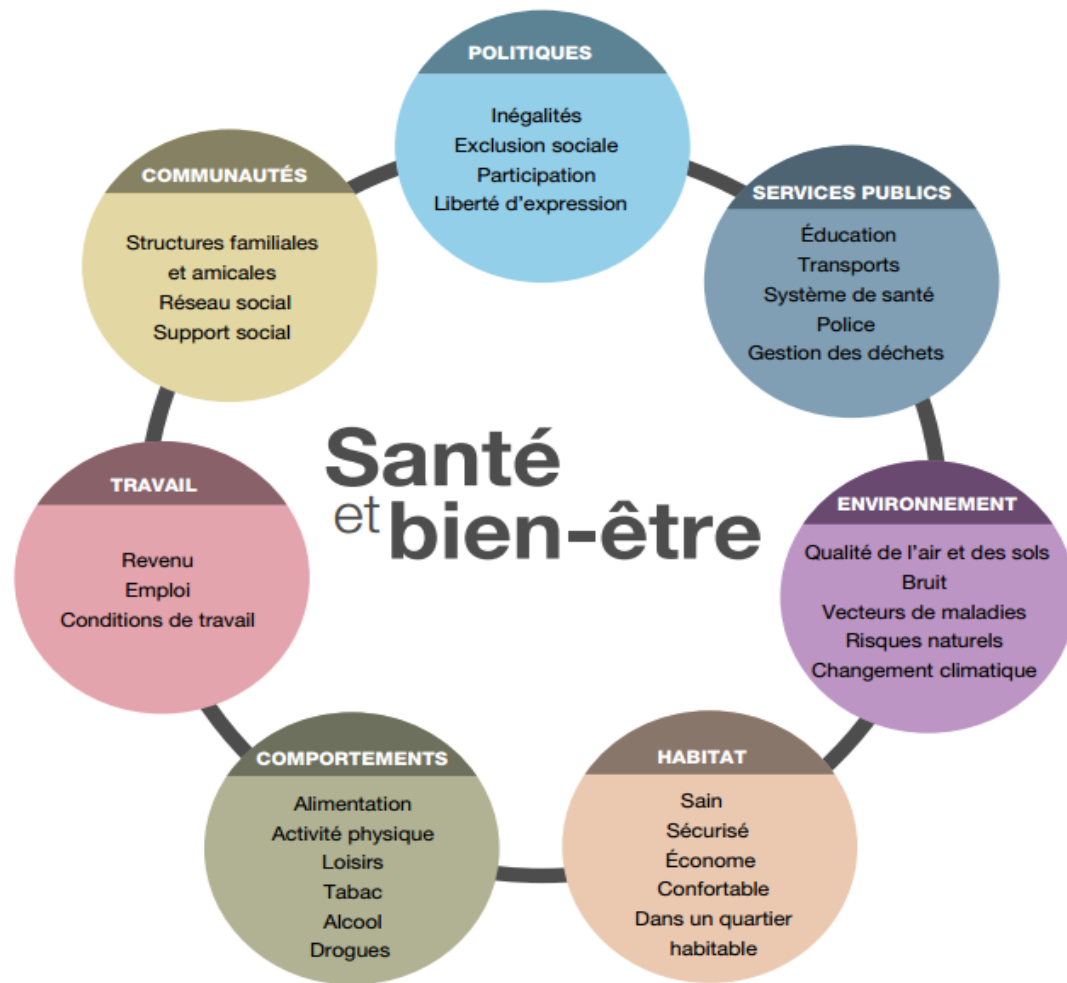 POLITIQUES
Inégalités
Exclusion sociale
Participation
Liberté d'expression
COMMUNAUTÉS
Structures familiales
et amicales
Réseau social
Support social
SERVICES PUBLICS
Éducation
Transports
Système de santé
Police
Gestion des déchets
Santé
et bien-être
TRAVAIL
Revenu
Emploi
Conditions de travail
ENVIRONNEMENT
Qualité de l'air et des sols
Bruit
Vecteurs de maladies
Risques naturels
Changement climatique
COMPORTEMENTS
Alimentation
Activité physique
Loisirs
Tabac
Alcool
Drogues
HABITAT
Sain
Sécurisé
Économe
Confortable
Dans un quartier
habitable